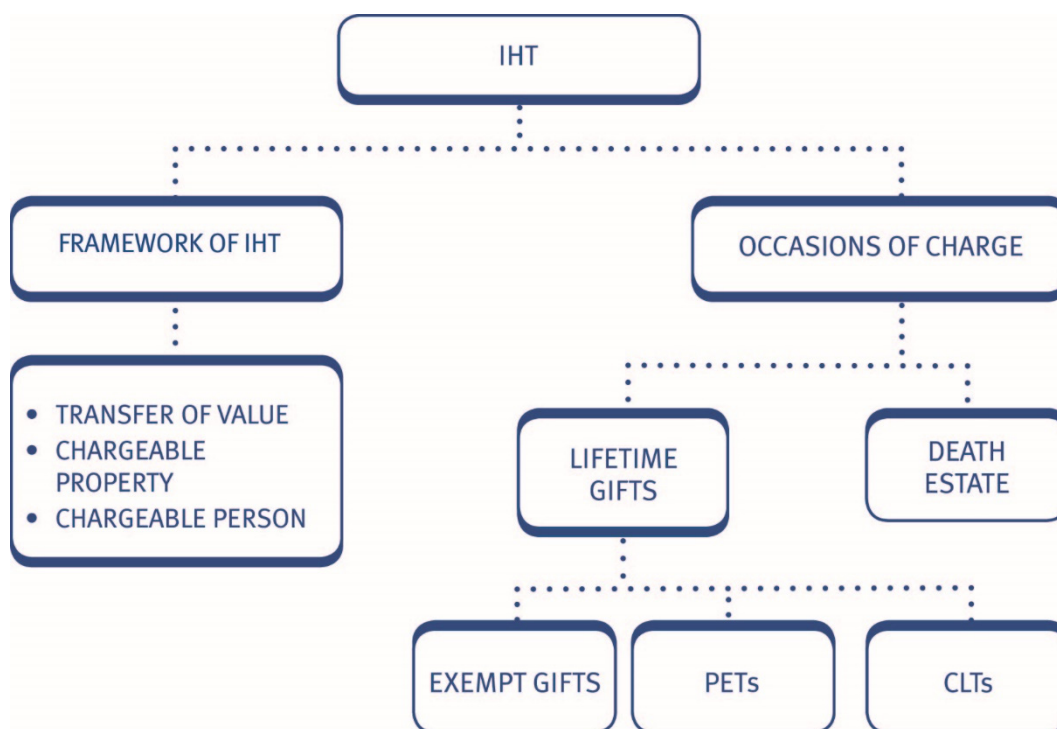 IHT
FRAMEWORK OF IHT
OCCASIONS OF CHARGE
• TRANSFER OF VALUE
• CHARGEABLE
PROPERTY
• CHARGEABLE PERSON
LIFETIME
GIFTS
DEATH
ESTATE
EXEMPT GIFTS
PETs
CLTs